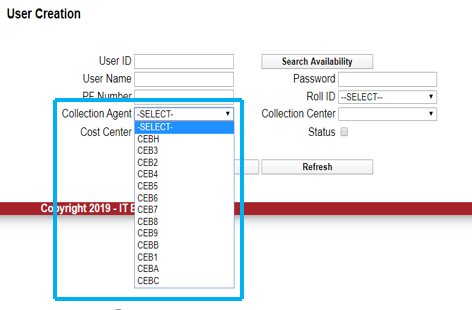 User Creation
User ID
Search Availability
User Name
Password
PF Number
Roll ID --SELECT--
Collection Agent -SELECT-
Collection Center
-SELECT-
Cost Center
Status
CEBH
CEB3
CEB2
CEB4
Refresh
CEB5
CEB6
Copyright 2019 - IT
CEB7
CEB8
CEB9
CEBB
CEB1
CEBA
CEBC